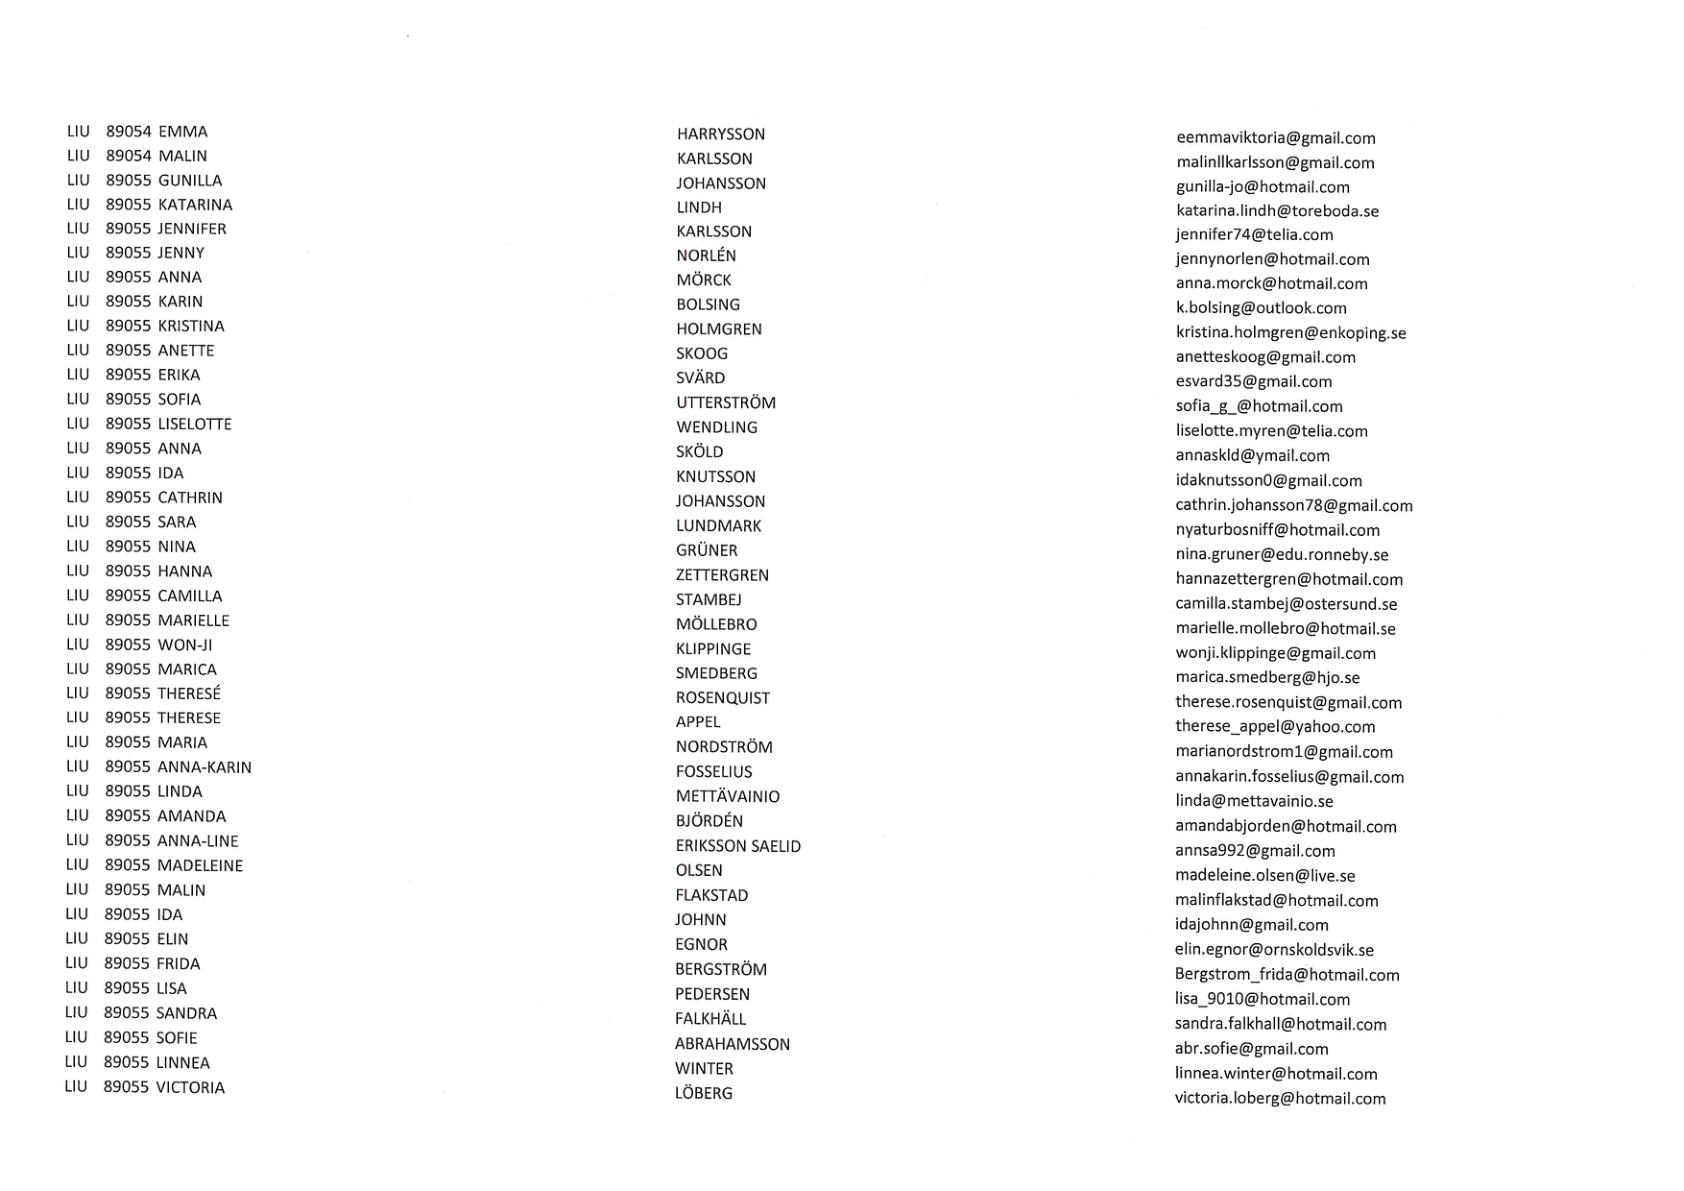 LIU 89054 EMMA HARRYSSON eemmaviktoria@gmail.com
LIU 89054 MALIN KARLSSON malinllkarlsson@gmail.com
LIU 89055 GUNILLA JOHANSSON gunilla-jo@hotmail.com
LIU 89055 KATARINA LINDH katarina.lindh@toreboda.se
LIU 89055 JENNIFER KARLSSON jennifer74@telia.com
LIU 89055 JENNY NORLÉN jennynorlen@hotmail.com
LIU 89055 ANNA MÖRCK anna.morck@hotmail.com
LIU 89055 KARIN BOLSING k.bolsing@outlook.com
LIU 89055 KRISTINA HOLMGREN kristina.holmgren@enkoping.se
LIU 89055 ANETTE SKOOG anetteskoog@gmail.com
LIU 89055 ERIKA SVÄRD esvard35@gmail.com
LIU 89055 SOFIA UTTERSTRÖM sofia_g_@hotmail.com
LIU 89055 LISELOTTE WENDLING liselotte.myren@telia.com
LIU 89055 ANNA SKÖLD annaskld@ymail.com
LIU 89055 IDA KNUTSSON idaknutsson0@gmail.com
LIU 89055 CATHRIN JOHANSSON cathrin.johansson78@gmail.com
LIU 89055 SARA LUNDMARK nyaturbosniff@hotmail.com
LIU 89055 NINA GRÜNER nina.gruner@edu.ronneby.se
LIU 89055 HANNA ZETTERGREN hannazettergren@hotmail.com
LIU 89055 CAMILLA STAMBEJ camilla.stambej@ostersund.se
LIU 89055 MARIELLE MÖLLEBRO marielle.mollebro@hotmail.se
LIU 89055 WON-JI KLIPPINGE wonji.klippinge@gmail.com
LIU 89055 MARICA SMEDBERG marica.smedberg@hjo.se
LIU 89055 THERESÉ ROSENQUIST therese.rosenquist@gmail.com
LIU 89055 THERESE APPEL therese_appel@yahoo.com
LIU 89055 MARIA NORDSTRÖM marianordstrom1@gmail.com
LIU 89055 ANNA-KARIN FOSSELIUS annakarin.fosselius@gmail.com
LIU 89055 LINDA METTÄVAINIO linda@mettavainio.se
LIU 89055 AMANDA BJÖRDÉN amandabjorden@hotmail.com
LIU 89055 ANNA-LINE ERIKSSON SAELID annsa992@gmail.com
LIU 89055 MADELEINE OLSEN madeleine.olsen@live.se
LIU 89055 MALIN FLAKSTAD malinflakstad@hotmail.com
LIU 89055 IDA JOHNN idajohnn@gmail.com
LIU 89055 ELIN EGNOR elin.egnor@ornskoldsvik.se
LIU 89055 FRIDA BERGSTRÖM Bergstrom_frida@hotmail.com
LIU 89055 LISA PEDERSEN lisa_9010@hotmail.com
LIU 89055 SANDRA FALKHÄLL sandra.falkhall@hotmail.com
LIU 89055 SOFIE ABRAHAMSSON abr.sofie@gmail.com
LIU 89055 LINNEA WINTER linnea.winter@hotmail.com
LIU 89055 VICTORIA LÖBERG victoria.loberg@hotmail.com